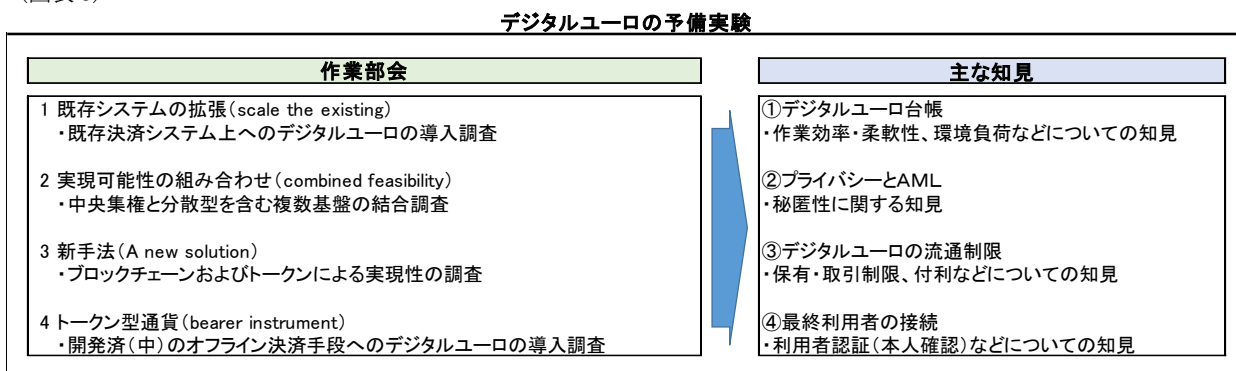 デジタルユーロの予備実験
作業部会
1 既存システムの拡張（scale the existing）
・既存決済システム上へのデジタルユーロの導入調査
2 実現可能性の組み合わせ（combined feasibility）
・中央集権と分散型を含む複数基盤の結合調査
3 新手法（A new solution）
・ブロックチェーンおよびトークンによる実現性の調査
4 トークン型通貨（bearer instrument）
・開発済（中）のオフライン決済手段へのデジタルユーロの導入調査
主な知見
①デジタルユーロ台帳
・作業効率・柔軟性、環境負荷などについての知見
②プライバシーとAML
・秘匿性に関する知見
③デジタルユーロの流通制限
・保有・取引制限、付利などについての知見
④最終利用者の接続
・利用者認証（本人確認）などについての知見